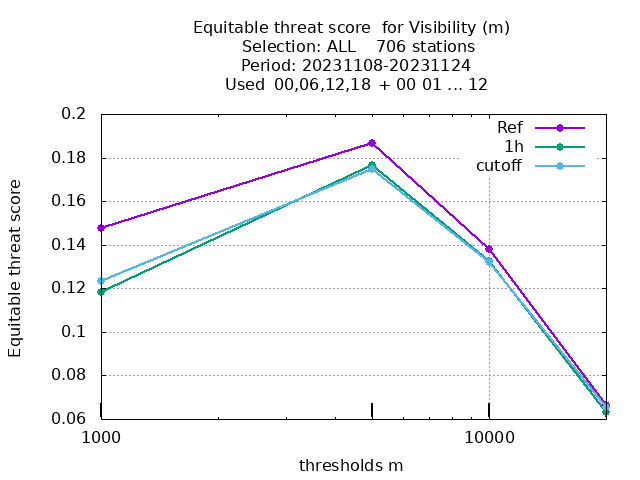 Equitable threat score  for Visibility (m)
Selection: ALL    706 stations
Period: 20231108-20231124
Used  00,06,12,18  + 00 01 ... 12
Equitable threat score
0.2
0.18
0.16
0.14
0.12
0.1
0.08
0.06
Ref
1h
cutoff
1000
10000
thresholds m